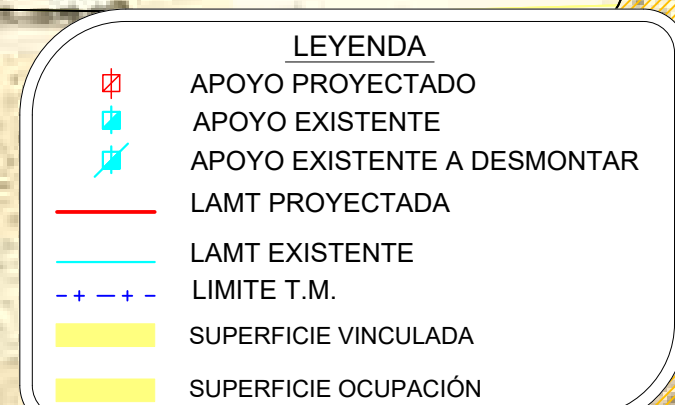 LEYENDA
APOYO PROYECTADO
APOYO EXISTENTE
APOYO EXISTENTE A DESMONTAR
LAMT PROYECTADA
LAMT EXISTENTE
LIMITE T.M.
SUPERFICIE VINCULADA
SUPERFICIE OCUPACIÓN